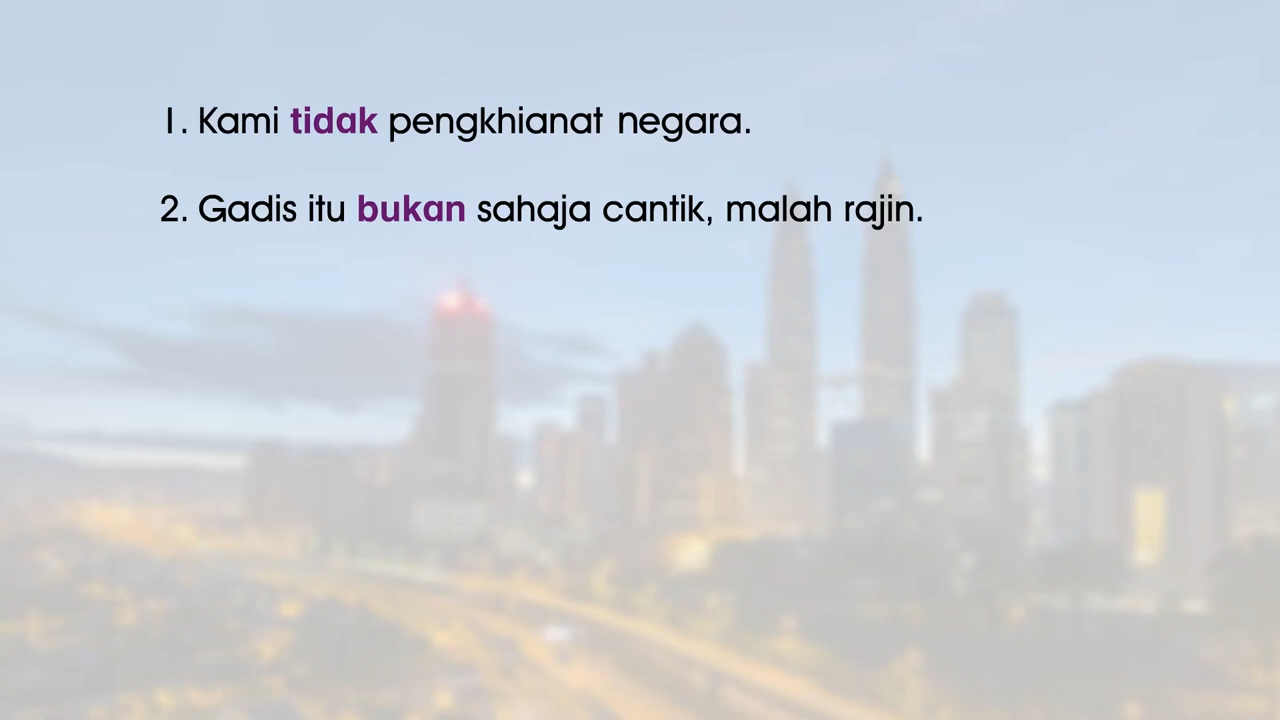 1. Kami tidak pengkhianat negara.
2. Gadis itu bukan sahaja cantik, malah rajin.